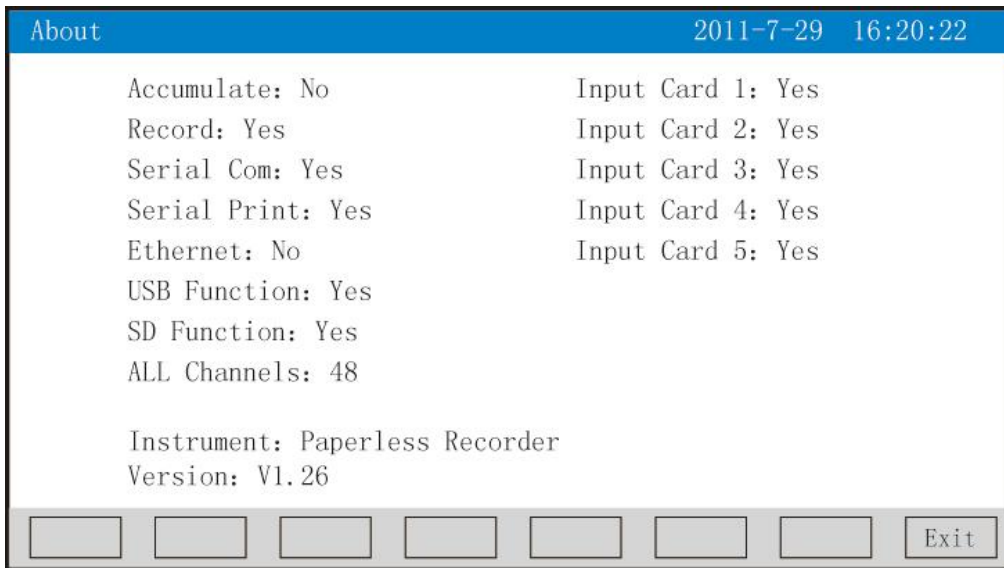 About 2011-7-29 16:20:22
Accumulate: No
Record: Yes
Serial Com: Yes
Serial Print: Yes
Ethernet: No
USB Function: Yes
SD Function: Yes
ALL Channels: 48
Input Card 1: Yes
Input Card 2: Yes
Input Card 3: Yes
Input Card 4: Yes
Input Card 5: Yes
Instrument: Paperless Recorder
Version: V1.26
Exit